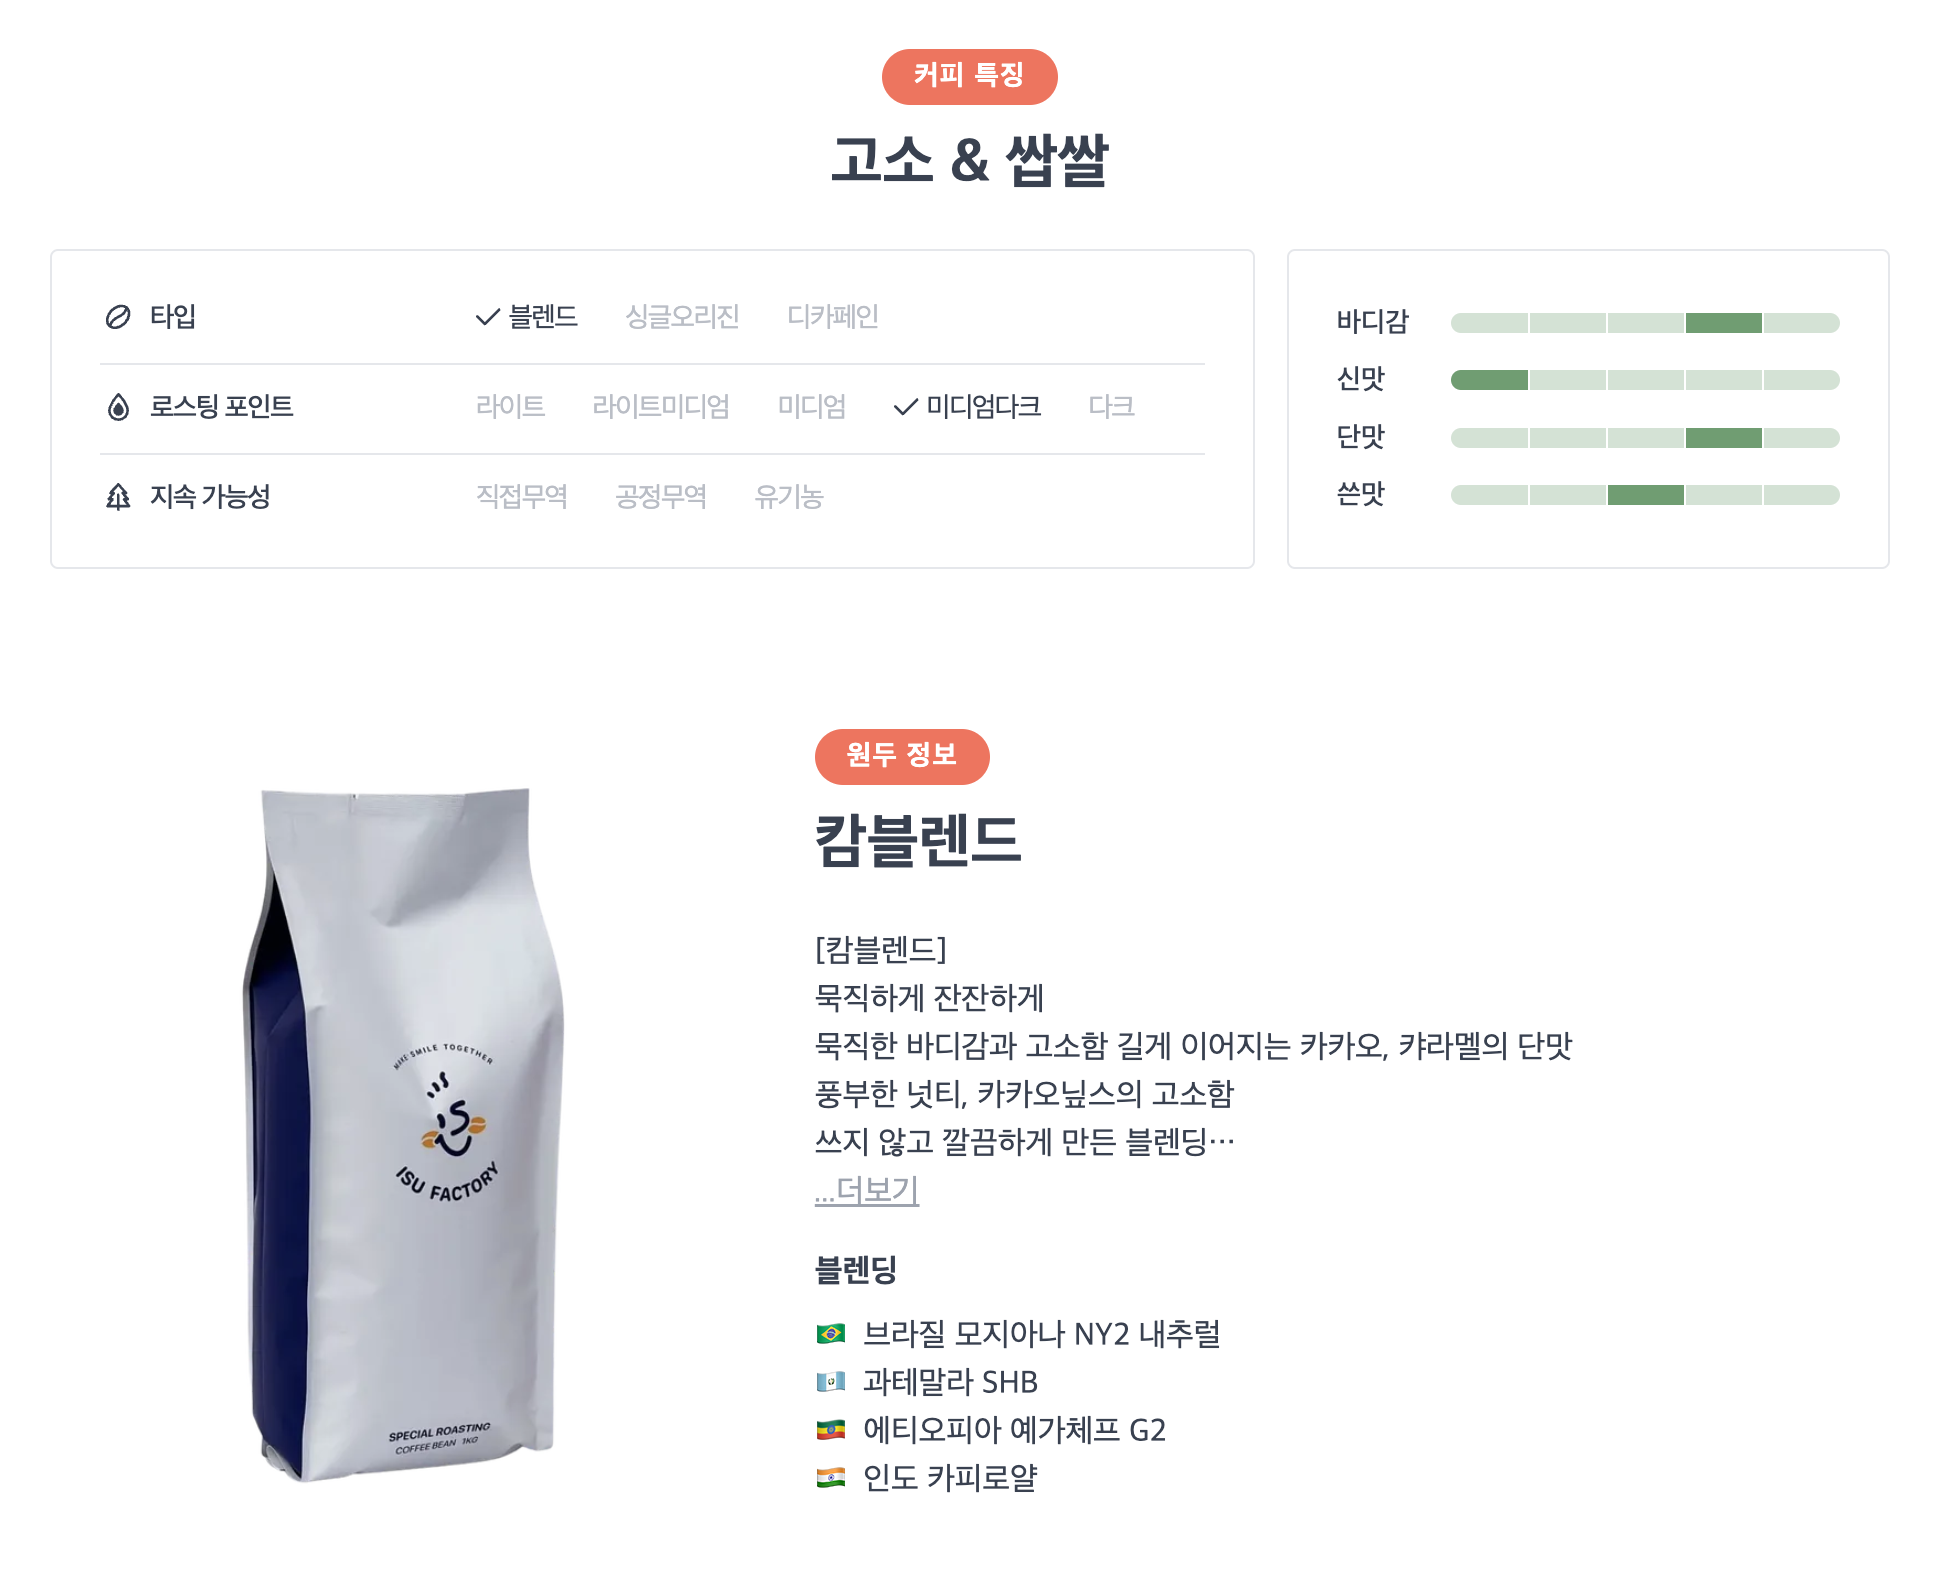 커피 특징
고소 & 쌉쌀
타입 블렌드 싱글오리진 디카페인
로스팅 포인트 라이트 라이트미디엄 미디엄 미디엄다크 다크
지속 가능성 직접무역 공정무역 유기농
바디감
신맛
단맛
쓴맛
원두 정보
캄블렌드
[캄블렌드]
묵직하게 잔잔하게
묵직한 바디감과 고소함 길게 이어지는 카카오, 캬라멜의 단맛
풍부한 넛티, 카카오닢스의 고소함
쓰지 않고 깔끔하게 만든 블렌딩…
...더보기
블렌딩
브라질 모지아나 NY2 내추럴
과테말라 SHB
에티오피아 예가체프 G2
인도 카피로얄
MAKE SMILE TOGETHER
ISU FACTORY
SPECIAL ROASTING
COFFEE BEAN 1KG